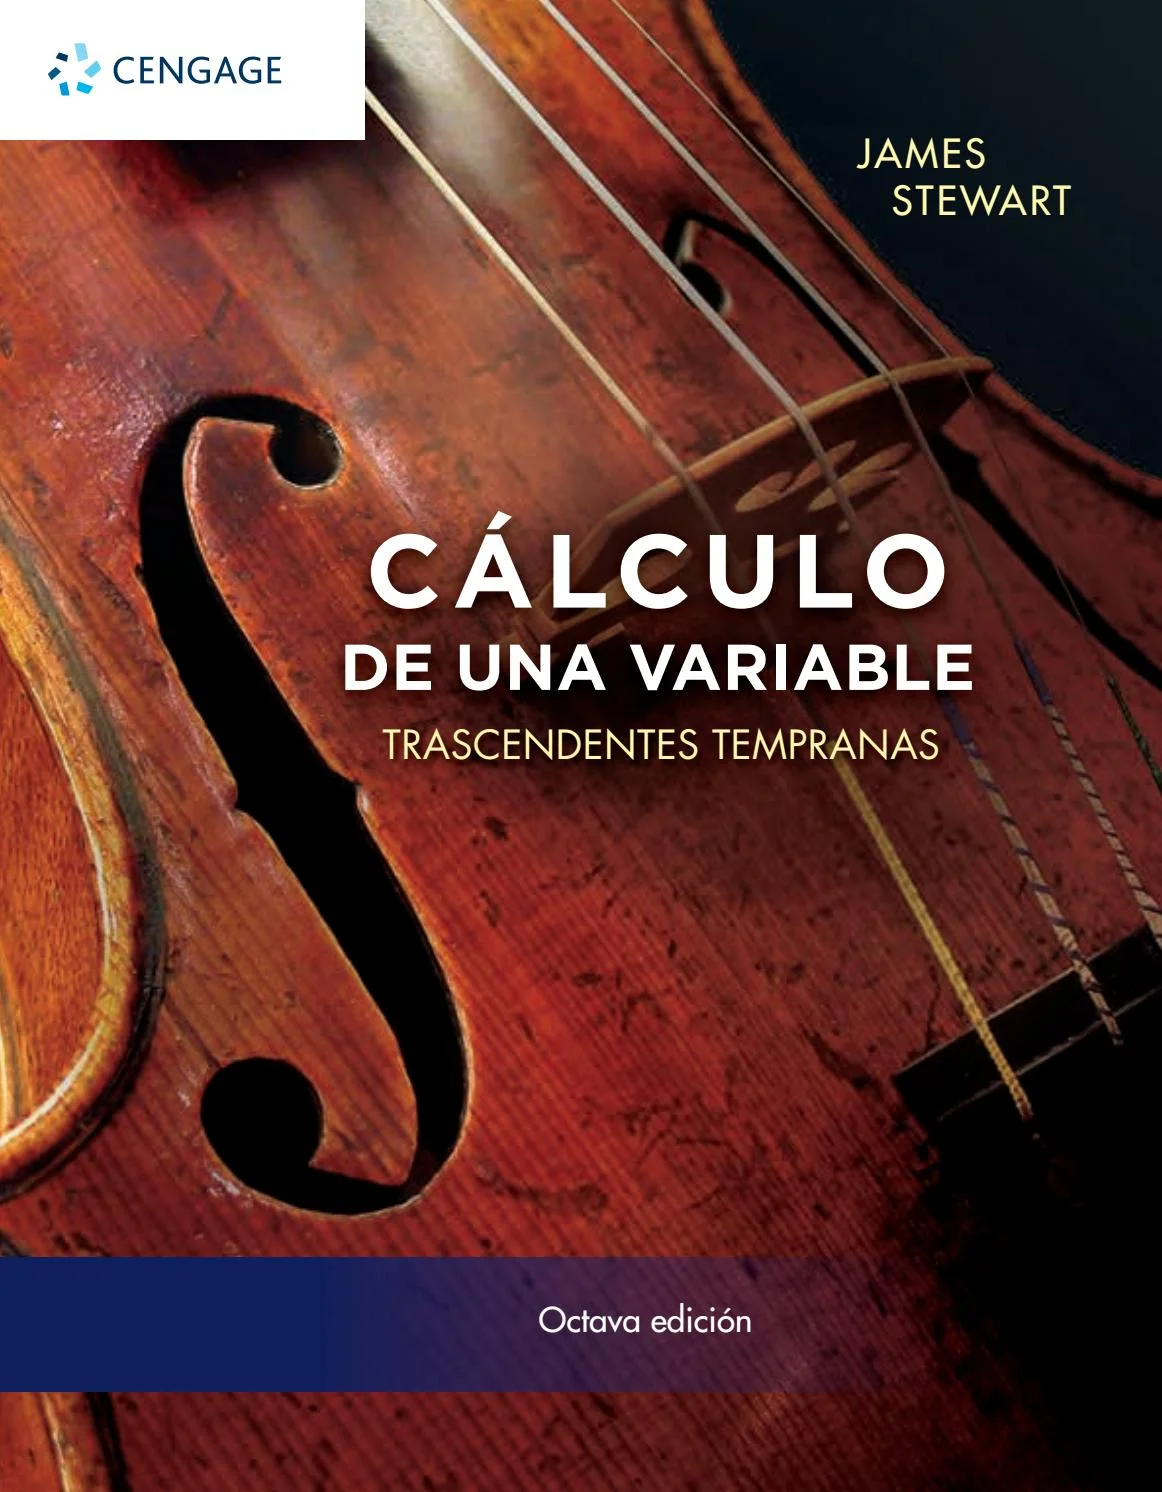 CENGAGE
JAMES
STEWART
CÁLCULO
DE UNA VARIABLE
TRASCENDENTES TEMPRANAS
Octava edición